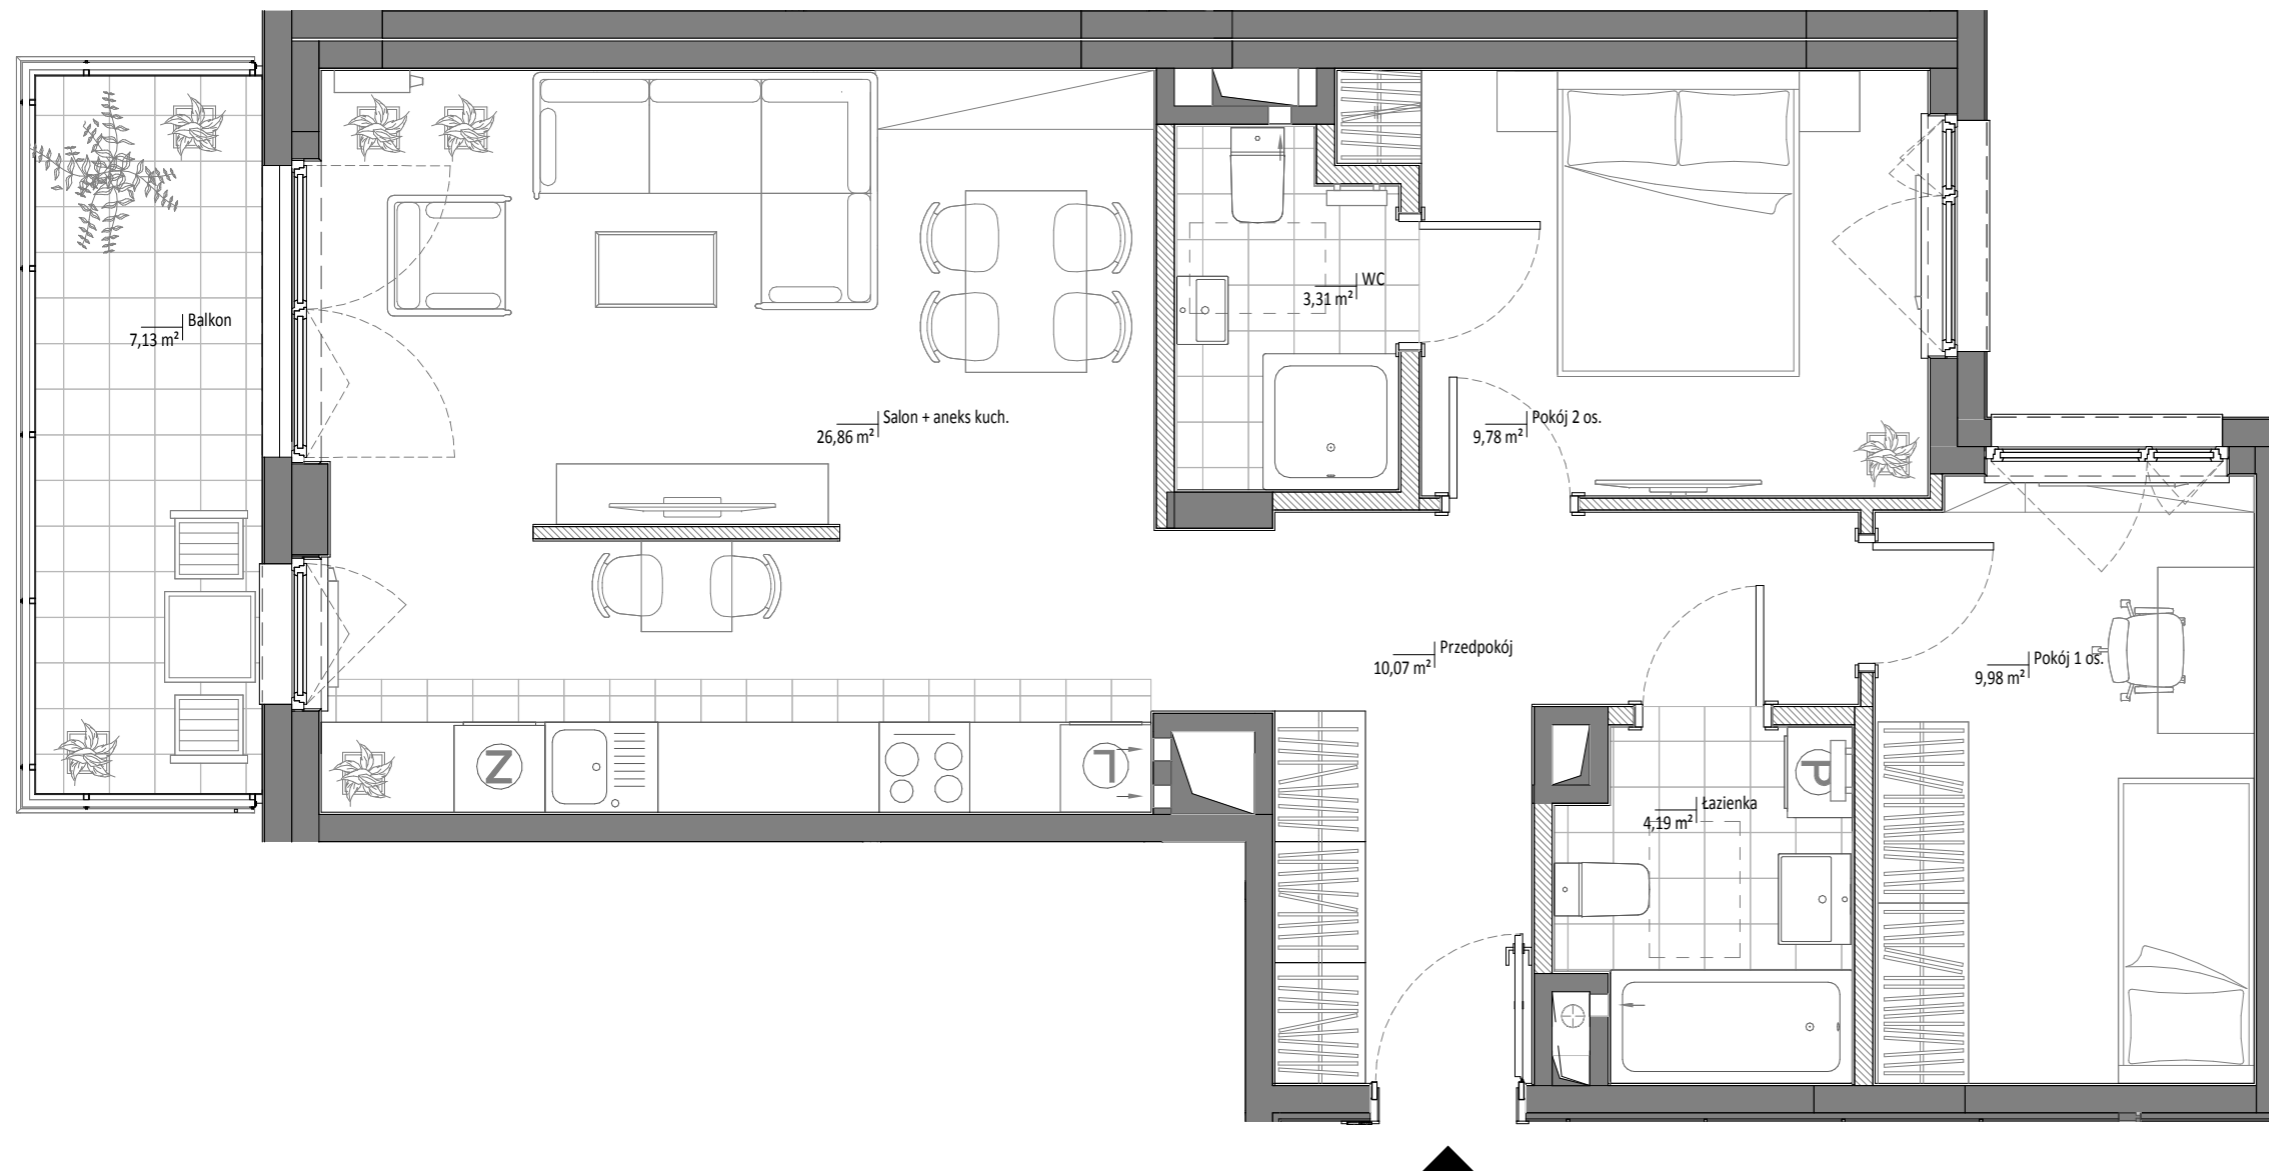 WC
3,31 m²
Balkon
7,13 m²
Salon + aneks kuch.
26,86 m²
Pokój 2 os.
9,78 m²
Przedpokój
10,07 m²
Pokój 1 os.
9,98 m²
Z
L
P
Łazienka
4,19 m²